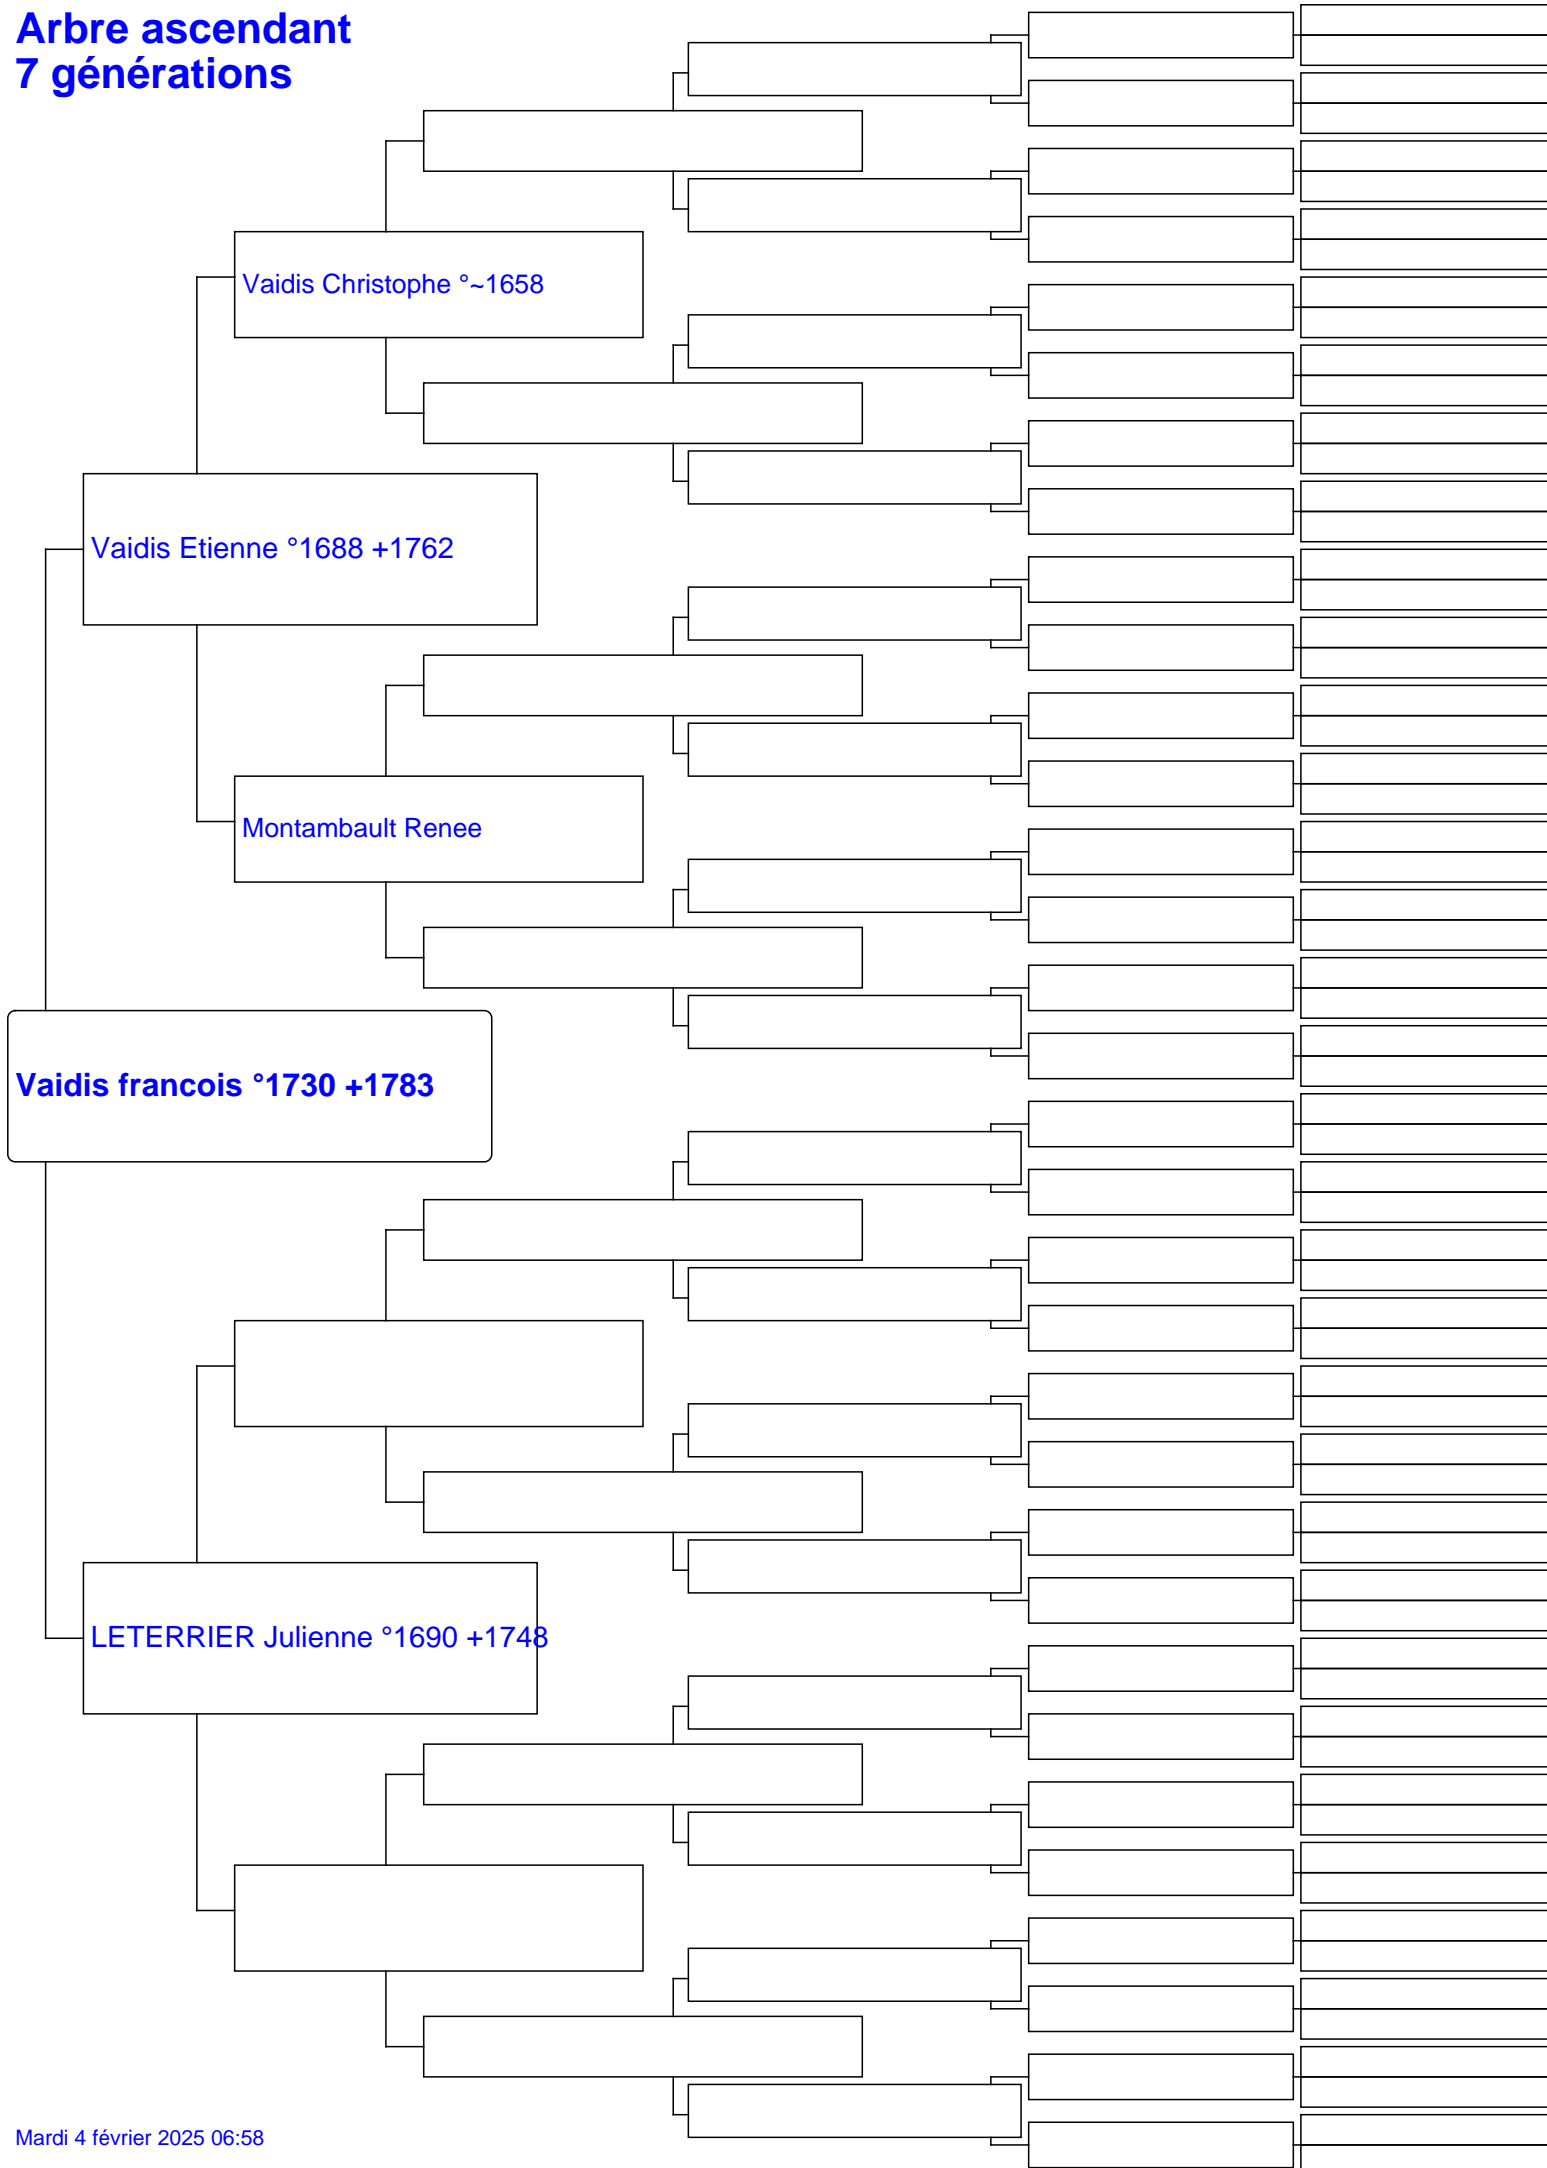 Arbre ascendant
7 générations
Vaidis Christophe °~1658
Vaidis Etienne °1688 +1762
Montambault Renee
Vaidis francois °1730 +1783
LETERRIER Julienne °1690 +1748
Mardi 4 février 2025 06:58